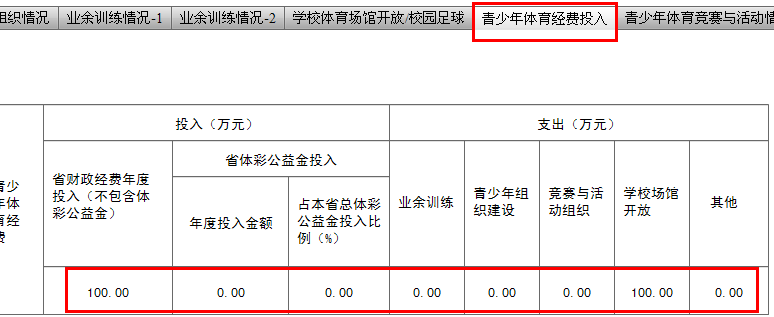 组织情况 业余训练情况-1 业余训练情况-2 学校体育场馆开放/校园足球 青少年体育经费投入 青少年体育竞赛与活动情
投入（万元） 支出（万元）
青少
年体
育经
费
省财政经费年度
投入（不包含体
彩公益金）
省体彩公益金投入
年度投入金额
占本省总体彩
公益金投入比
例（%）
业余训练
青少年组
织建设
竞赛与活
动组织
学校场馆
开放
其他
100.00 0.00 0.00 0.00 0.00 0.00 100.00 0.00